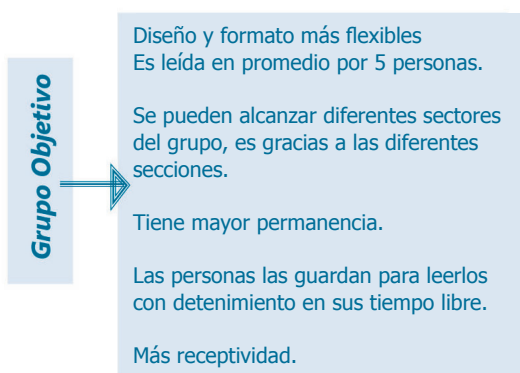 Grupo Objetivo
Diseño y formato más flexibles
Es leída en promedio por 5 personas.
Se pueden alcanzar diferentes sectores
del grupo, es gracias a las diferentes
secciones.
Tiene mayor permanencia.
Las personas las guardan para leerlos
con detenimiento en sus tiempo libre.
Más receptividad.